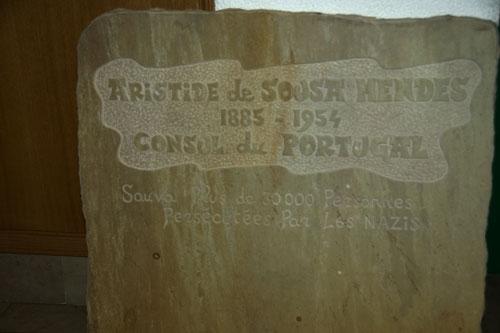 ARISTIDE de SOUSA MENDES
1885 - 1954
CONSUL du PORTUGAL
Sauva Plus de 30000 Personnes
Persécutées Par Les NAZIS